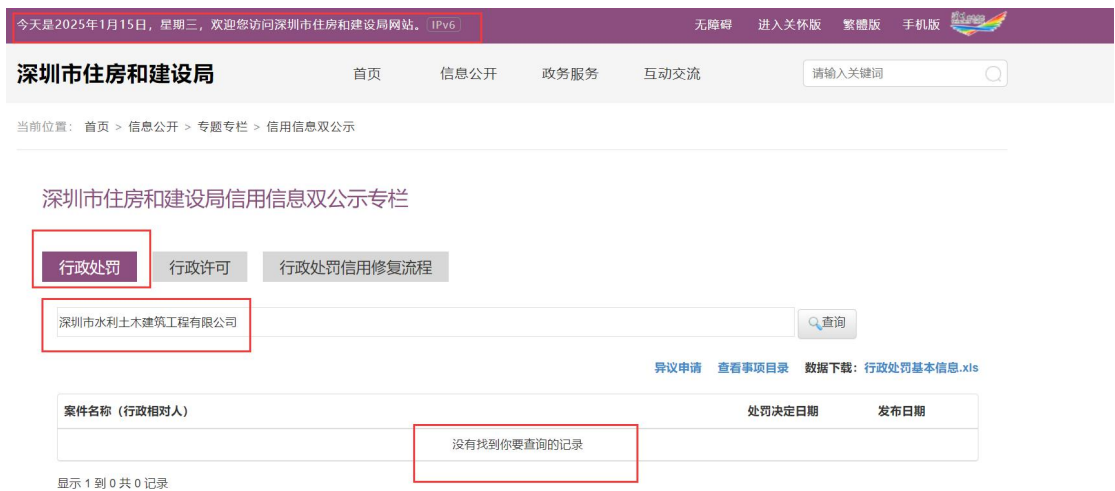 今天是2025年1月15日，星期三，欢迎您访问深圳市住房和建设局网站。 IPv6 无障碍 进入关怀版 繁體版 手机版
深圳市住房和建设局 首页 信息公开 政务服务 互动交流 请输入关键词
当前位置： 首页 > 信息公开 > 专题专栏 > 信用信息双公示
深圳市住房和建设局信用信息双公示专栏
行政处罚 行政许可 行政处罚信用修复流程
深圳市水利土木建筑工程有限公司 查询
异议申请 查看事项目录 数据下载：行政处罚基本信息.xls
案件名称（行政相对人） 处罚决定日期 发布日期
没有找到你要查询的记录
显示 1 到 0 共 0 记录